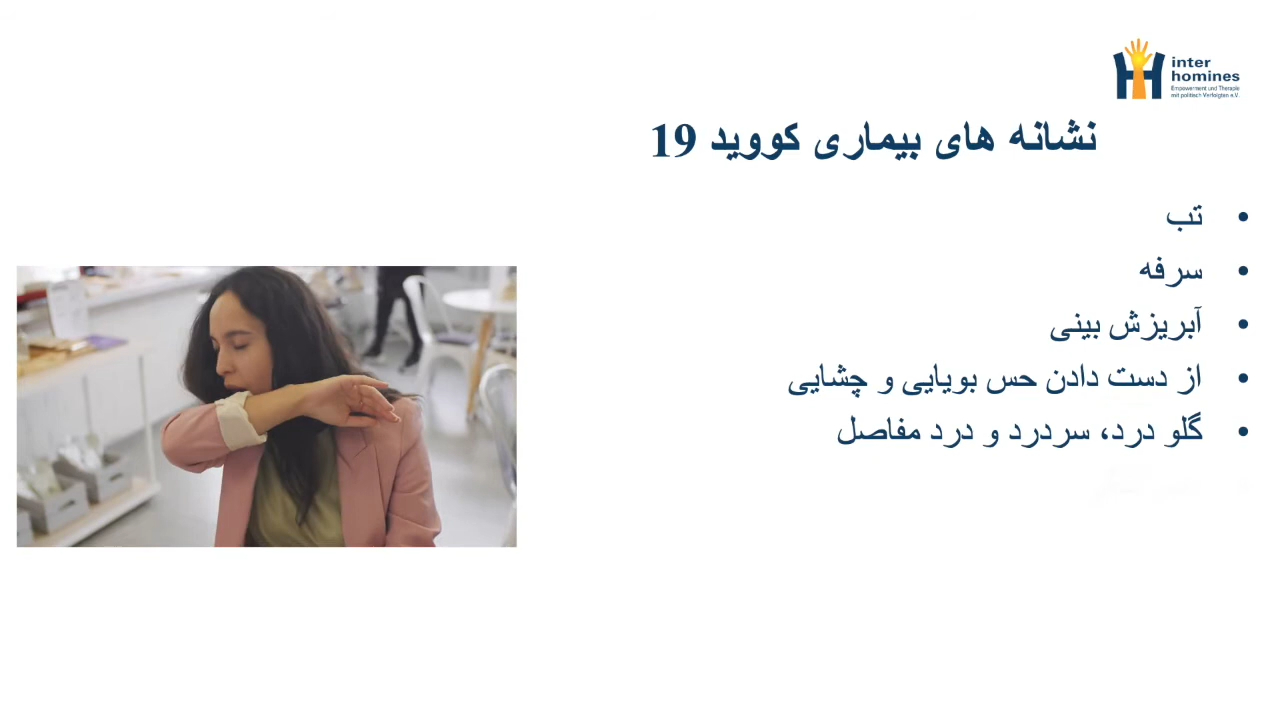 inter
homines
Empowerment und Therapie
mit politisch Verfolgten e.V.
نشانه های بیماری کووید 19
• تب
• سرفه
• آبریزش بینی
• از دست دادن حس بویایی و چشایی
• گلو درد، سردرد و درد مفاصل